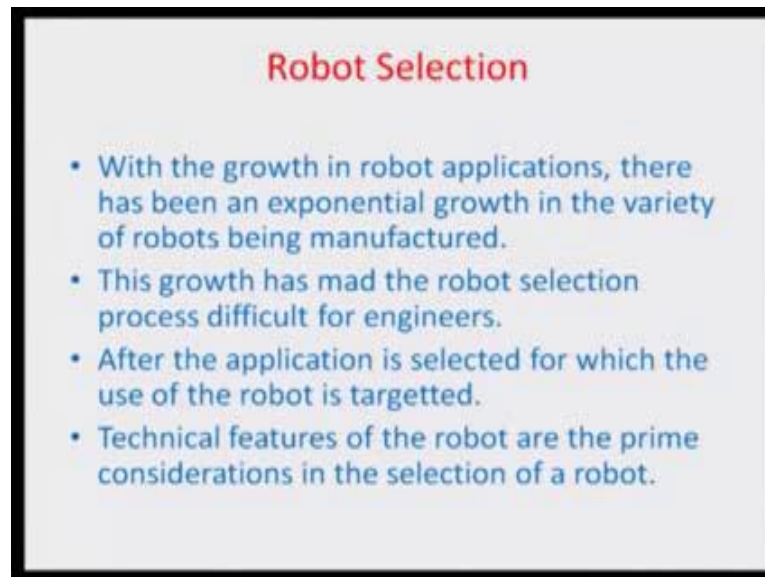 Robot Selection
• With the growth in robot applications, there
has been an exponential growth in the variety
of robots being manufactured.
• This growth has mad the robot selection
process difficult for engineers.
• After the application is selected for which the
use of the robot is targetted.
• Technical features of the robot are the prime
considerations in the selection of a robot.